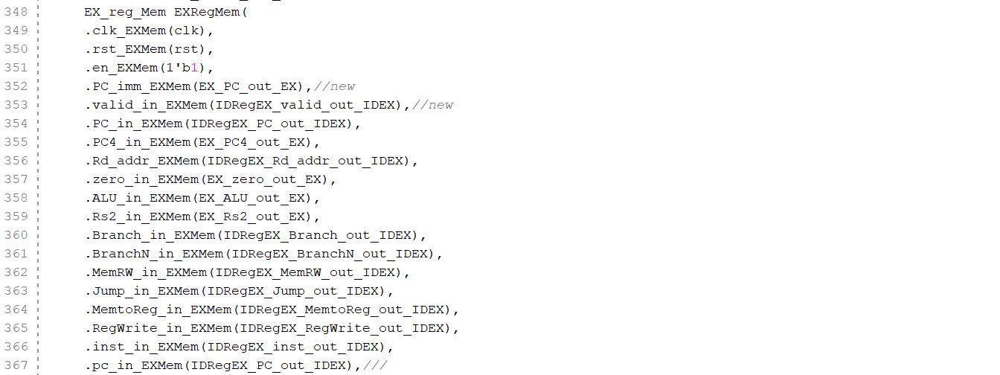 348 EX_reg_Mem EXRegMem(
349 .clk_EXMem(clk),
350 .rst_EXMem(rst),
351 .en_EXMem(1'b1),
352 .PC_imm_EXMem(EX_PC_out_EX),//new
353 .valid_in_EXMem(IDRegEX_valid_out_IDEX),//new
354 .PC_in_EXMem(IDRegEX_PC_out_IDEX),
355 .PC4_in_EXMem(EX_PC4_out_EX),
356 .Rd_addr_EXMem(IDRegEX_Rd_addr_out_IDEX),
357 .zero_in_EXMem(EX_zero_out_EX),
358 .ALU_in_EXMem(EX_ALU_out_EX),
359 .Rs2_in_EXMem(EX_Rs2_out_EX),
360 .Branch_in_EXMem(IDRegEX_Branch_out_IDEX),
361 .BranchN_in_EXMem(IDRegEX_BranchN_out_IDEX),
362 .MemRW_in_EXMem(IDRegEX_MemRW_out_IDEX),
363 .Jump_in_EXMem(IDRegEX_Jump_out_IDEX),
364 .MemtoReg_in_EXMem(IDRegEX_MemtoReg_out_IDEX),
365 .RegWrite_in_EXMem(IDRegEX_RegWrite_out_IDEX),
366 .inst_in_EXMem(IDRegEX_inst_out_IDEX),
367 .pc_in_EXMem(IDRegEX_PC_out_IDEX),///